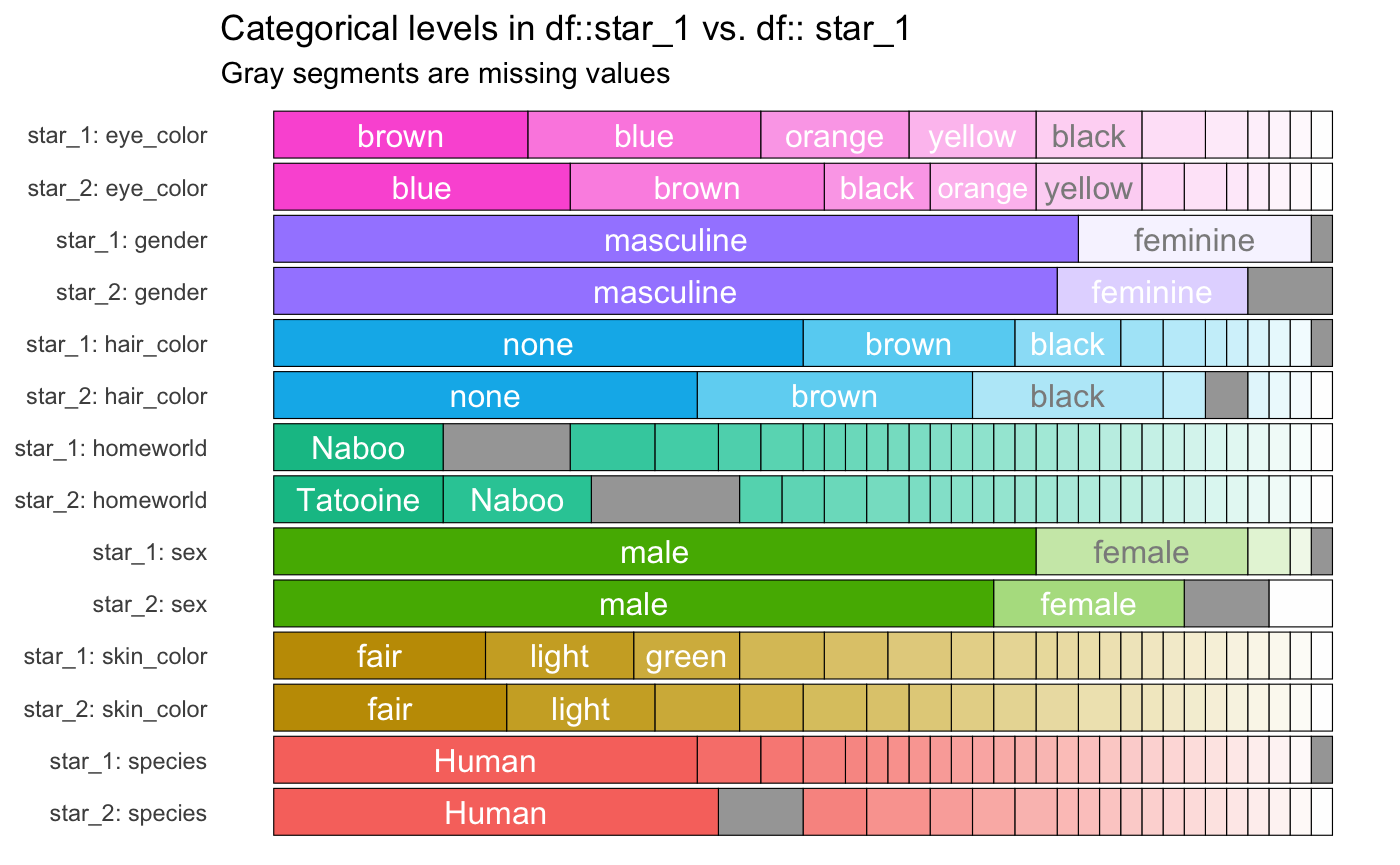 Categorical levels in df::star_1 vs. df:: star_1
Gray segments are missing values
star_1: eye_color brown blue orange yellow black
star_2: eye_color blue brown black orange yellow
star_1: gender masculine feminine
star_2: gender masculine feminine
star_1: hair_color none brown black
star_2: hair_color none brown black
star_1: homeworld Naboo
star_2: homeworld Tatooine Naboo
star_1: sex male female
star_2: sex male female
star_1: skin_color fair light green
star_2: skin_color fair light
star_1: species Human
star_2: species Human